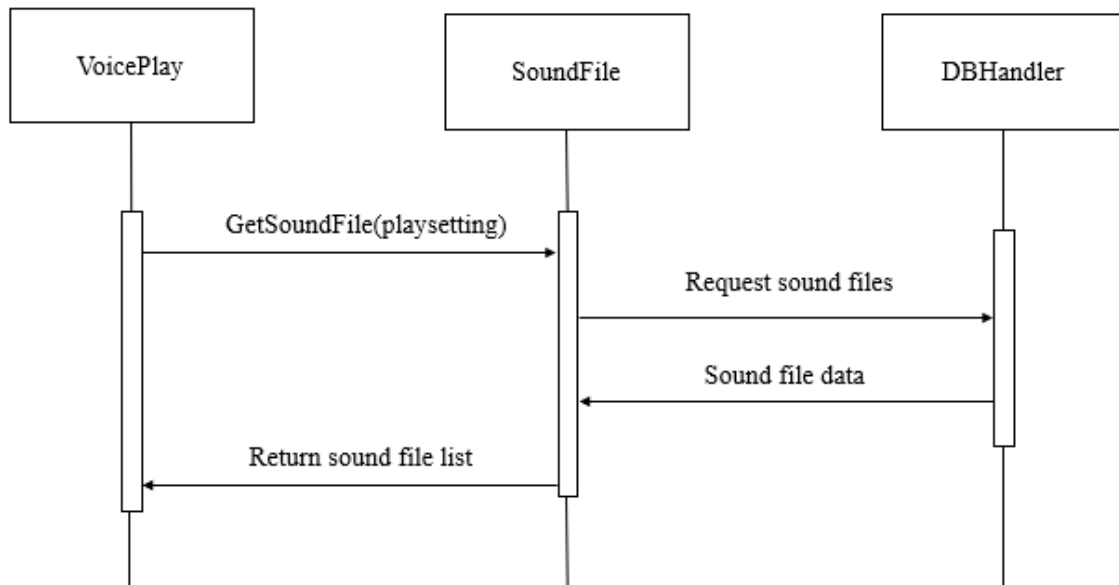 VoicePlay
SoundFile
DBHandler
GetSoundFile(playsetting)
Request sound files
Sound file data
Return sound file list